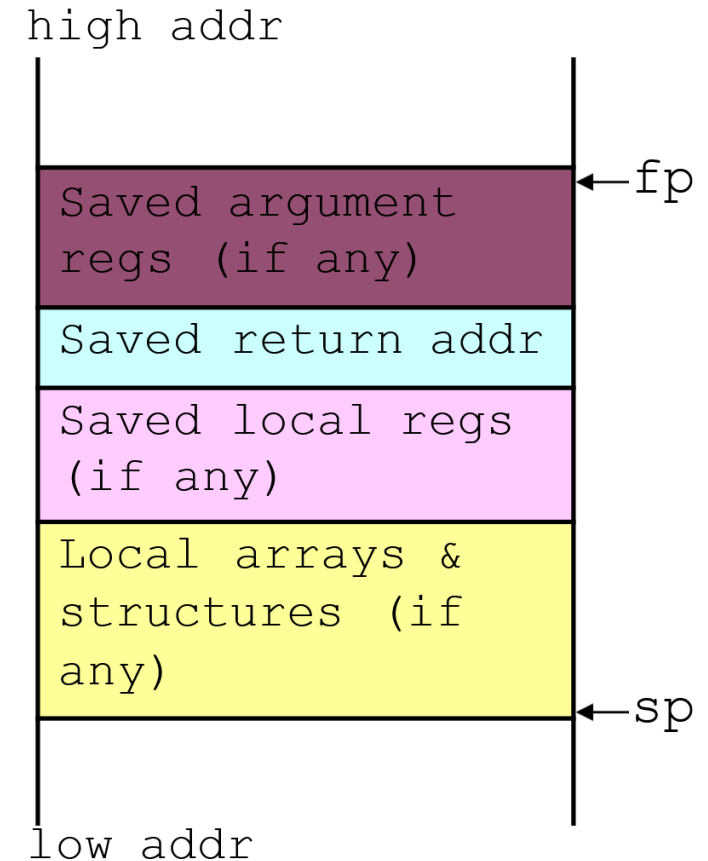 high addr
fp
Saved argument
regs (if any)
Saved return addr
Saved local regs
(if any)
Local arrays &
structures (if
any)
sp
low addr